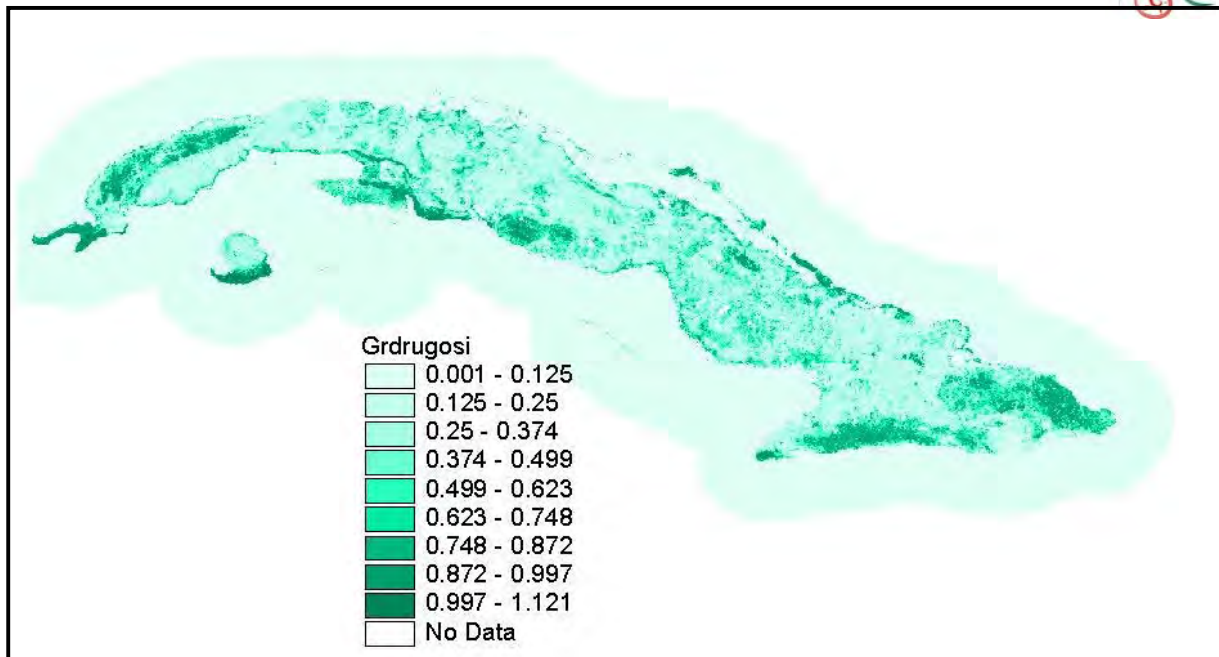 Grdrugosi
0.001 - 0.125
0.125 - 0.25
0.25 - 0.374
0.374 - 0.499
0.499 - 0.623
0.623 - 0.748
0.748 - 0.872
0.872 - 0.997
0.997 - 1.121
No Data